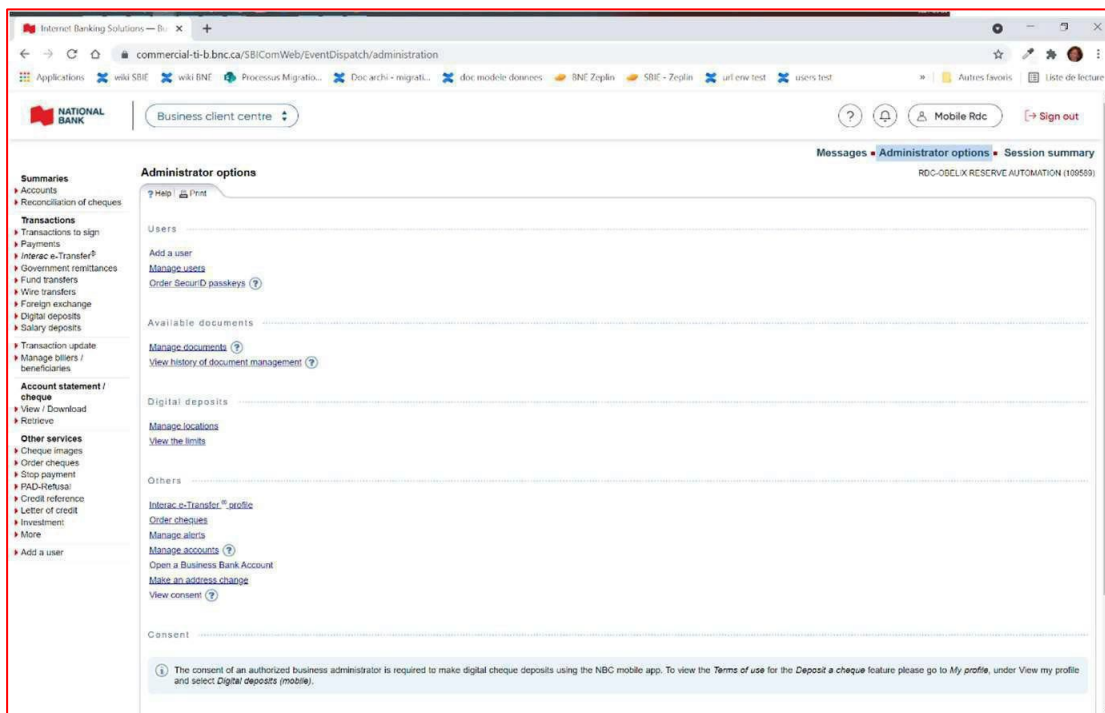 Internet Banking Solutions — Bu
commercial-ti-b.bnc.ca/SBIComWeb/EventDispatch/administration
Applications wiki SBIE wiki BNE Processus Migratio... Doc archi - migrati... doc modele donnees BNE Zeplin SBIE - Zeplin url env test users test » Autres favoris Liste de lecture
NATIONAL BANK
Business client centre
? Mobile Rdc Sign out
Messages Administrator options Session summary
RDC-OBELIX RESERVE AUTOMATION (109589)
Summaries
Accounts
Reconciliation of cheques
Transactions
Transactions to sign
Payments
Interac e-Transfer®
Government remittances
Fund transfers
Wire transfers
Foreign exchange
Digital deposits
Salary deposits
Transaction update
Manage billers /
beneficiaries
Account statement /
cheque
View / Download
Retrieve
Other services
Cheque images
Order cheques
Stop payment
PAD-Refusal
Credit reference
Letter of credit
Investment
More
Add a user
Administrator options
? Help Print
Users
Add a user
Manage users
Order SecurID passkeys ?
Available documents
Manage documents ?
View history of document management ?
Digital deposits
Manage locations
View the limits
Others
Interac e-Transfer ® profile
Order cheques
Manage alerts
Manage accounts ?
Open a Business Bank Account
Make an address change
View consent ?
Consent
The consent of an authorized business administrator is required to make digital cheque deposits using the NBC mobile app. To view the Terms of use for the Deposit a cheque feature please go to My profile, under View my profile
and select Digital deposits (mobile).